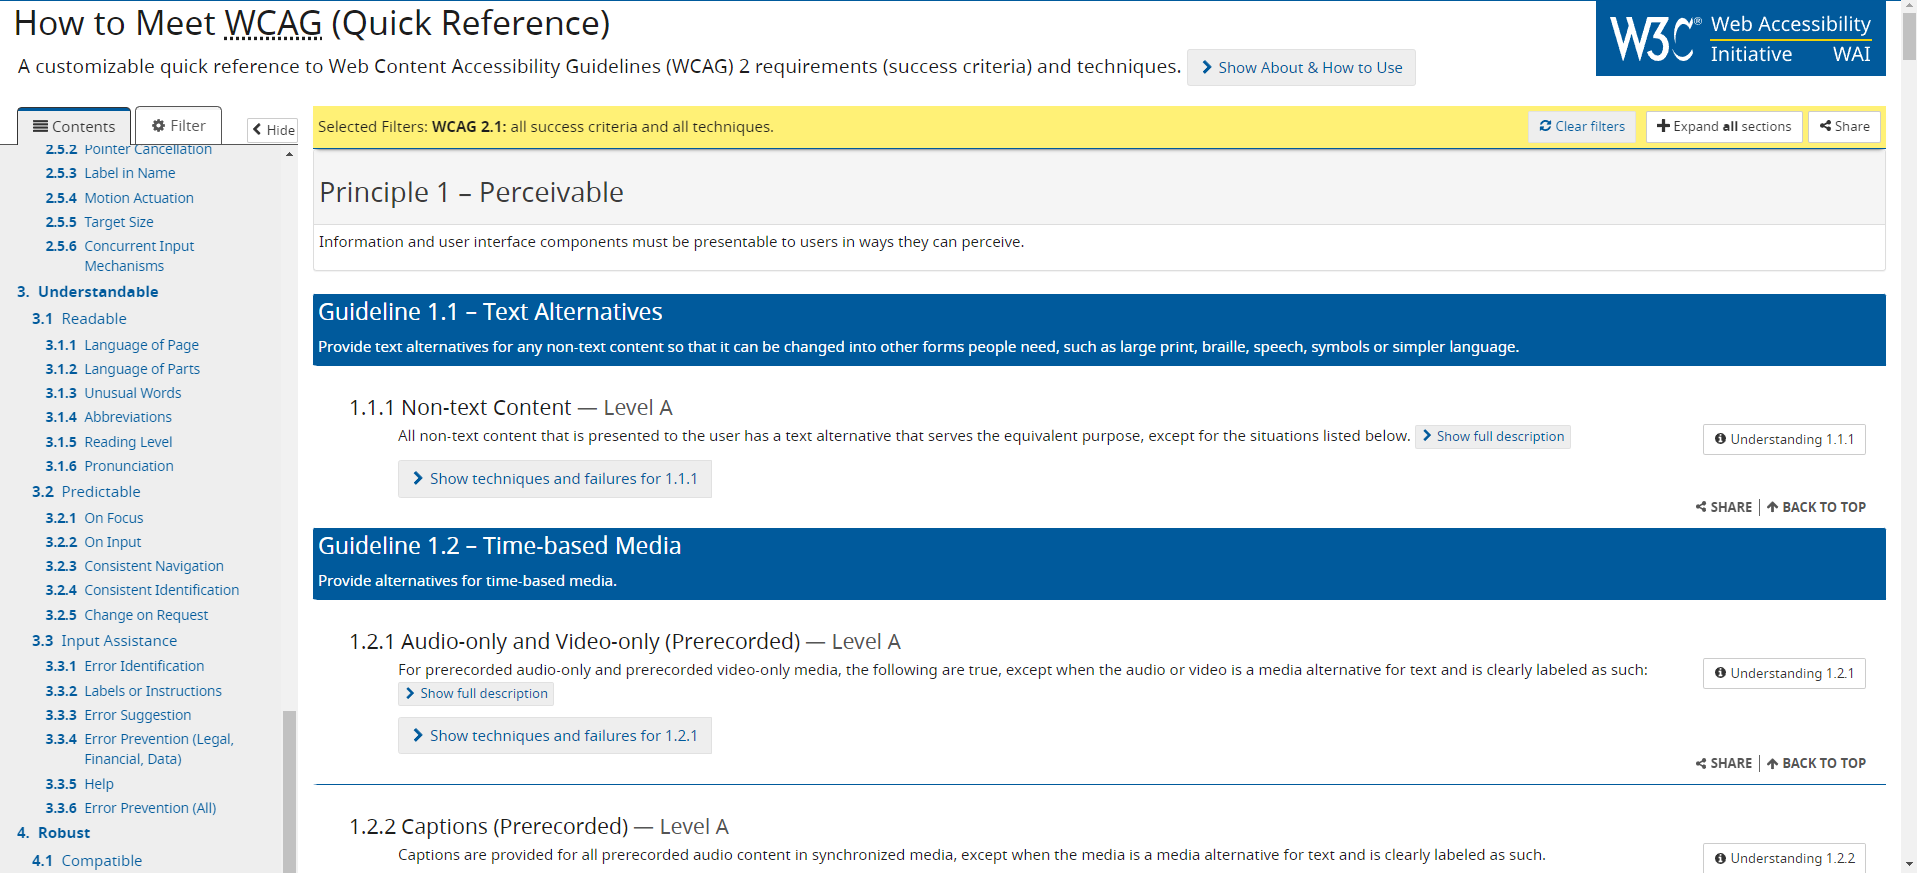 How to Meet WCAG (Quick Reference)
A customizable quick reference to Web Content Accessibility Guidelines (WCAG) 2 requirements (success criteria) and techniques. Show About & How to Use
W3C® Web Accessibility
Initiative WAI
Contents Filter Hide
2.5.2 Pointer Cancellation
2.5.3 Label in Name
2.5.4 Motion Actuation
2.5.5 Target Size
2.5.6 Concurrent Input
Mechanisms
3. Understandable
3.1 Readable
3.1.1 Language of Page
3.1.2 Language of Parts
3.1.3 Unusual Words
3.1.4 Abbreviations
3.1.5 Reading Level
3.1.6 Pronunciation
3.2 Predictable
3.2.1 On Focus
3.2.2 On Input
3.2.3 Consistent Navigation
3.2.4 Consistent Identification
3.2.5 Change on Request
3.3 Input Assistance
3.3.1 Error Identification
3.3.2 Labels or Instructions
3.3.3 Error Suggestion
3.3.4 Error Prevention (Legal,
Financial, Data)
3.3.5 Help
3.3.6 Error Prevention (All)
4. Robust
4.1 Compatible
Selected Filters: WCAG 2.1: all success criteria and all techniques. Clear filters Expand all sections Share
Principle 1 – Perceivable
Information and user interface components must be presentable to users in ways they can perceive.
Guideline 1.1 – Text Alternatives
Provide text alternatives for any non-text content so that it can be changed into other forms people need, such as large print, braille, speech, symbols or simpler language.
1.1.1 Non-text Content — Level A
All non-text content that is presented to the user has a text alternative that serves the equivalent purpose, except for the situations listed below. Show full description
Understanding 1.1.1
Show techniques and failures for 1.1.1
SHARE BACK TO TOP
Guideline 1.2 – Time-based Media
Provide alternatives for time-based media.
1.2.1 Audio-only and Video-only (Prerecorded) — Level A
For prerecorded audio-only and prerecorded video-only media, the following are true, except when the audio or video is a media alternative for text and is clearly labeled as such:
Understanding 1.2.1
Show full description
Show techniques and failures for 1.2.1
SHARE BACK TO TOP
1.2.2 Captions (Prerecorded) — Level A
Captions are provided for all prerecorded audio content in synchronized media, except when the media is a media alternative for text and is clearly labeled as such.
Understanding 1.2.2